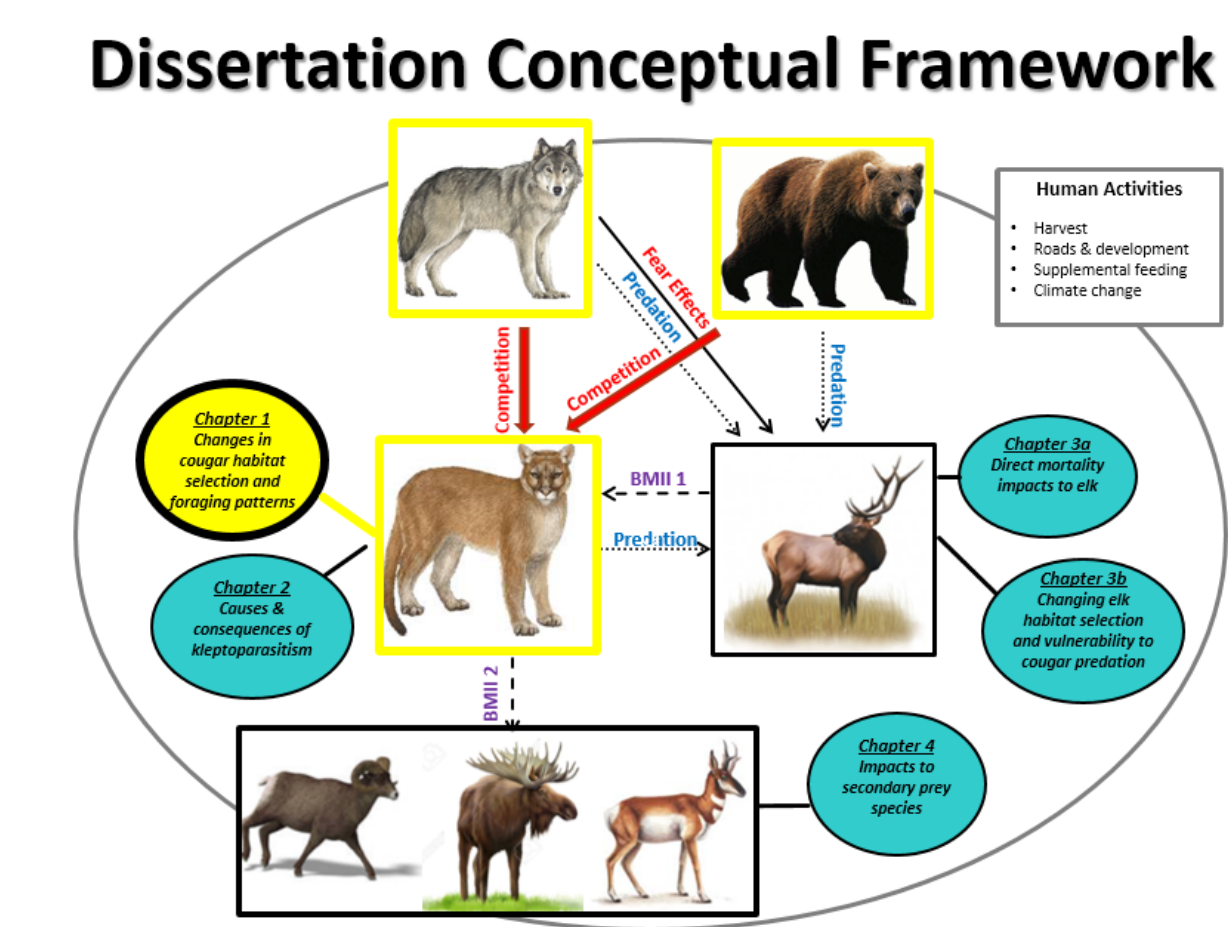 Dissertation Conceptual Framework
Human Activities
• Harvest
• Roads & development
• Supplemental feeding
• Climate change
Fear Effects
Predation
Competition
Competition
Predation
Chapter 1
Changes in
cougar habitat
selection and
foraging patterns
Chapter 2
Causes &
consequences of
kleptoparasitism
BMII 1
Predation
Chapter 3a
Direct mortality
impacts to elk
Chapter 3b
Changing elk
habitat selection
and vulnerability to
cougar predation
BMII 2
Chapter 4
Impacts to
secondary prey
species